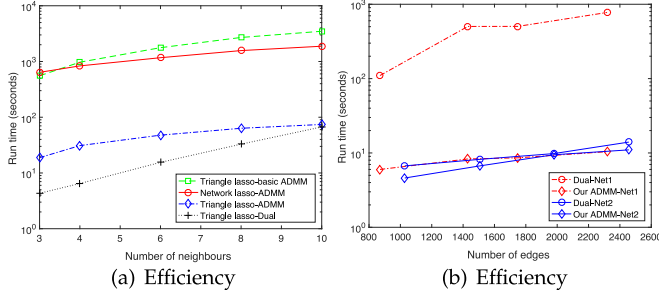 10^4
10^3
10^2
10^1
10^0
Run time (seconds)
3
4
5
6
7
8
9
10
Number of neighbours
Triangle lasso-basic ADMM
Network lasso-ADMM
Triangle lasso-ADMM
Triangle lasso-Dual
(a) Efficiency
10^3
10^2
10^1
10^0
Run time (seconds)
800
1000
1200
1400
1600
1800
2000
2200
2400
2600
Number of edges
Dual-Net1
Our ADMM-Net1
Dual-Net2
Our ADMM-Net2
(b) Efficiency